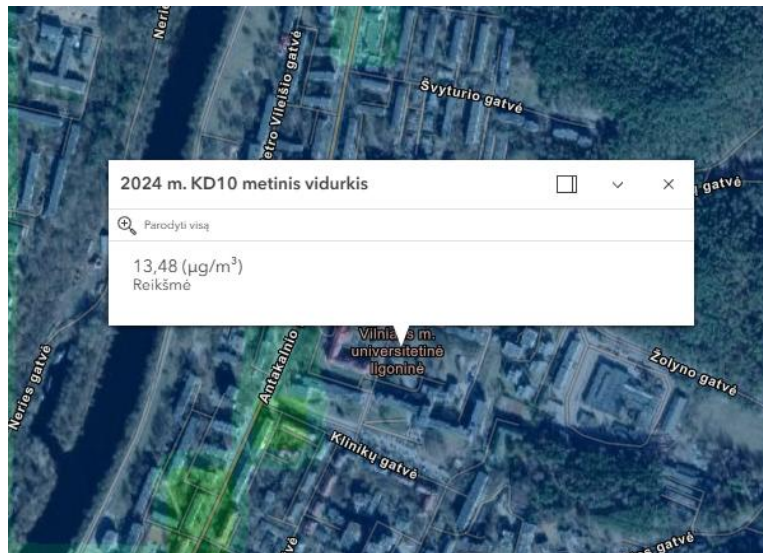 Neries
Petro Vileišio gatvė
Švyturio gatvė
2024 m. KD10 metinis vidurkis
gatvė
Parodyti visą
13,48 (µg/m³)
Reikšmė
Vilniaus m.
universitetinė
ligoninė
Antakalnio
Žolyno gatvė
Neries gatvė
Klinikų gatvė
gatvė